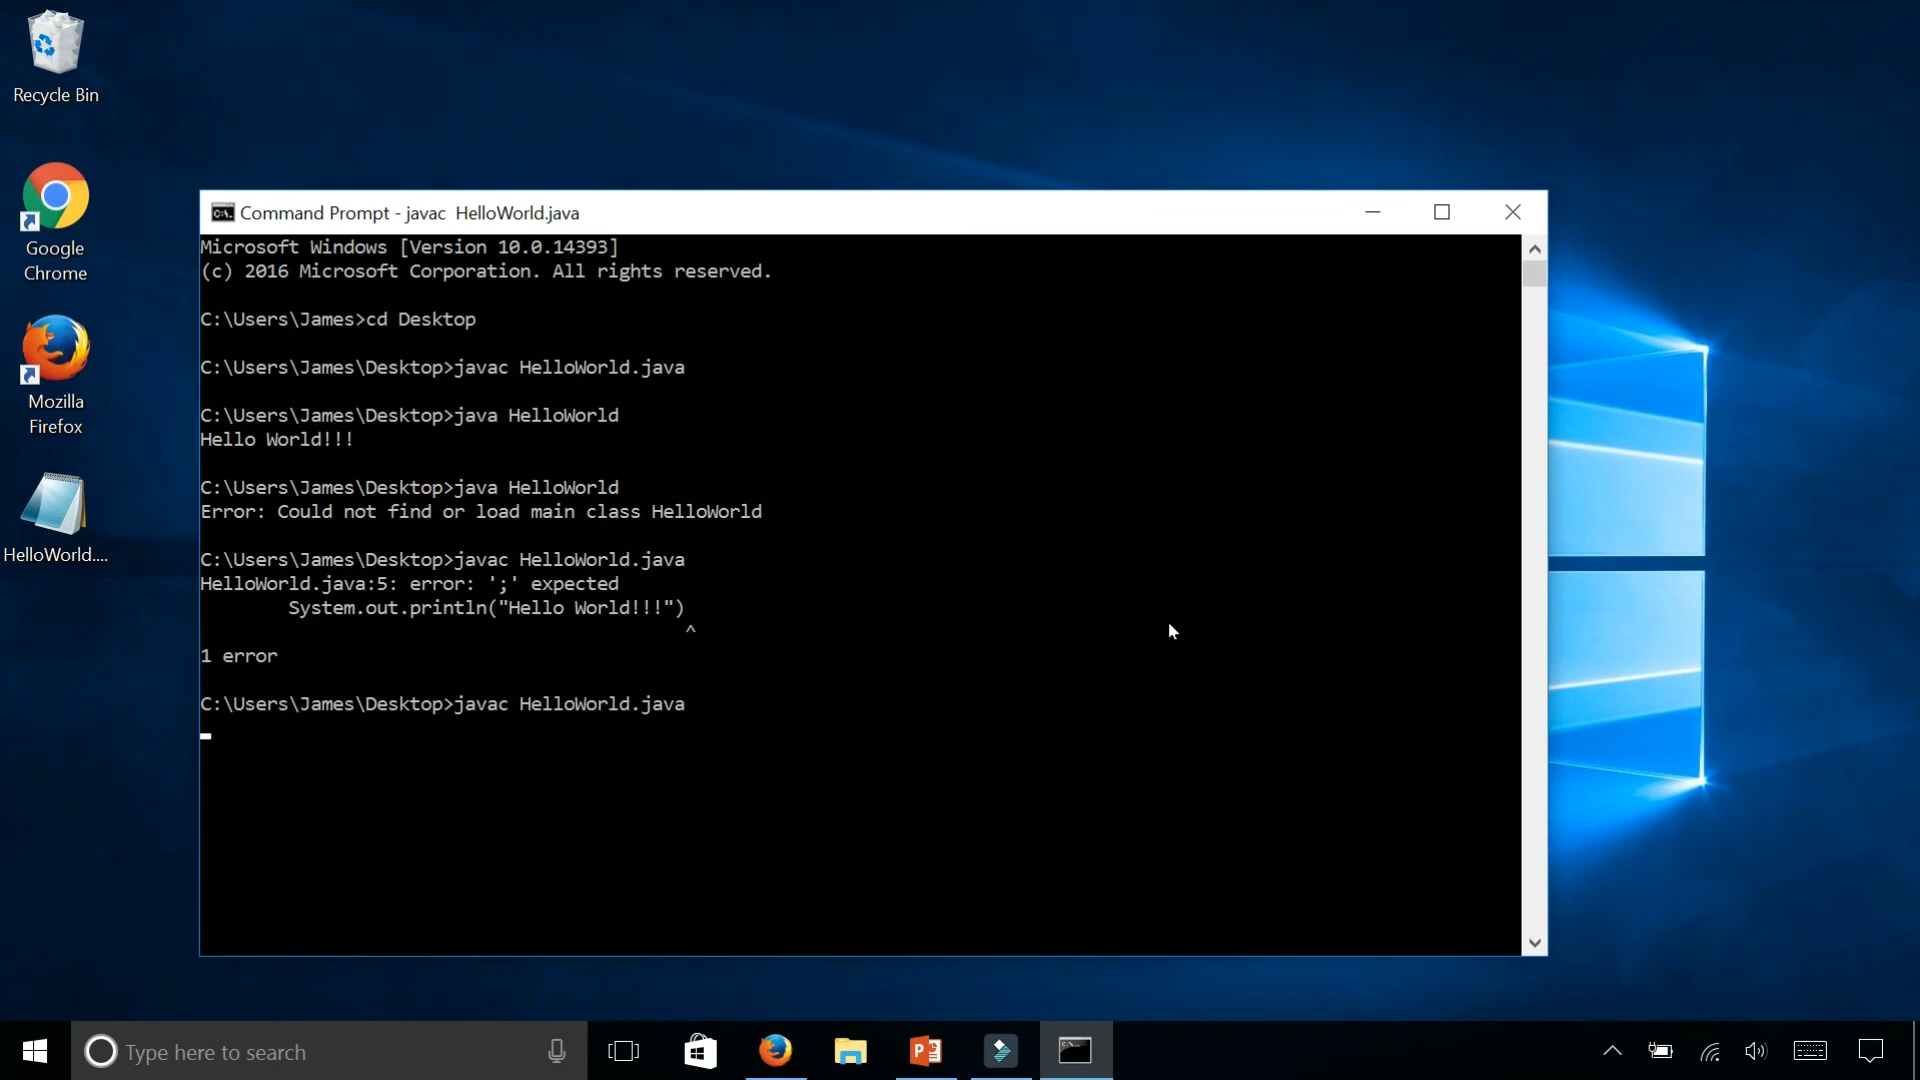 Recycle Bin
Google
Chrome
Mozilla
Firefox
HelloWorld....
Command Prompt - javac  HelloWorld.java
Microsoft Windows [Version 10.0.14393]
(c) 2016 Microsoft Corporation. All rights reserved.
C:\Users\James>cd Desktop
C:\Users\James\Desktop>javac HelloWorld.java
C:\Users\James\Desktop>java HelloWorld
Hello World!!!
C:\Users\James\Desktop>java HelloWorld
Error: Could not find or load main class HelloWorld
C:\Users\James\Desktop>javac HelloWorld.java
HelloWorld.java:5: error: ';' expected
        System.out.println("Hello World!!!")
                                            ^
1 error
C:\Users\James\Desktop>javac HelloWorld.java
Type here to search